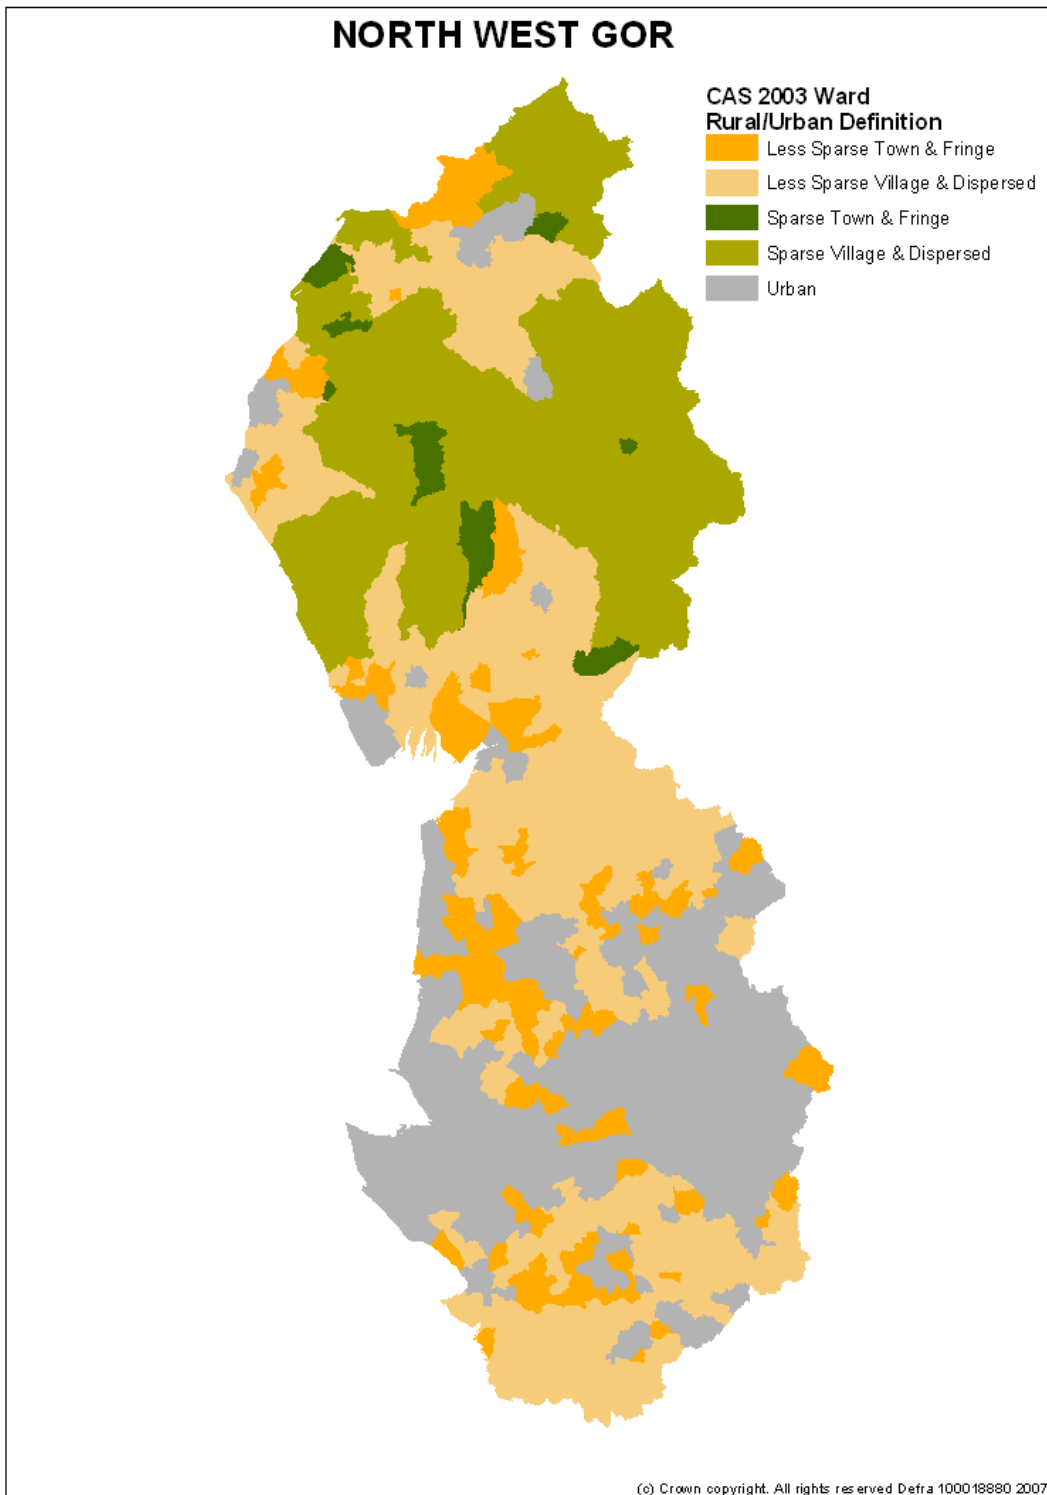 NORTH WEST GOR
CAS 2003 Ward
Rural/Urban Definition
Less Sparse Town & Fringe
Less Sparse Village & Dispersed
Sparse Town & Fringe
Sparse Village & Dispersed
Urban
(c) Crown copyright. All rights reserved Defra 100018880 2007